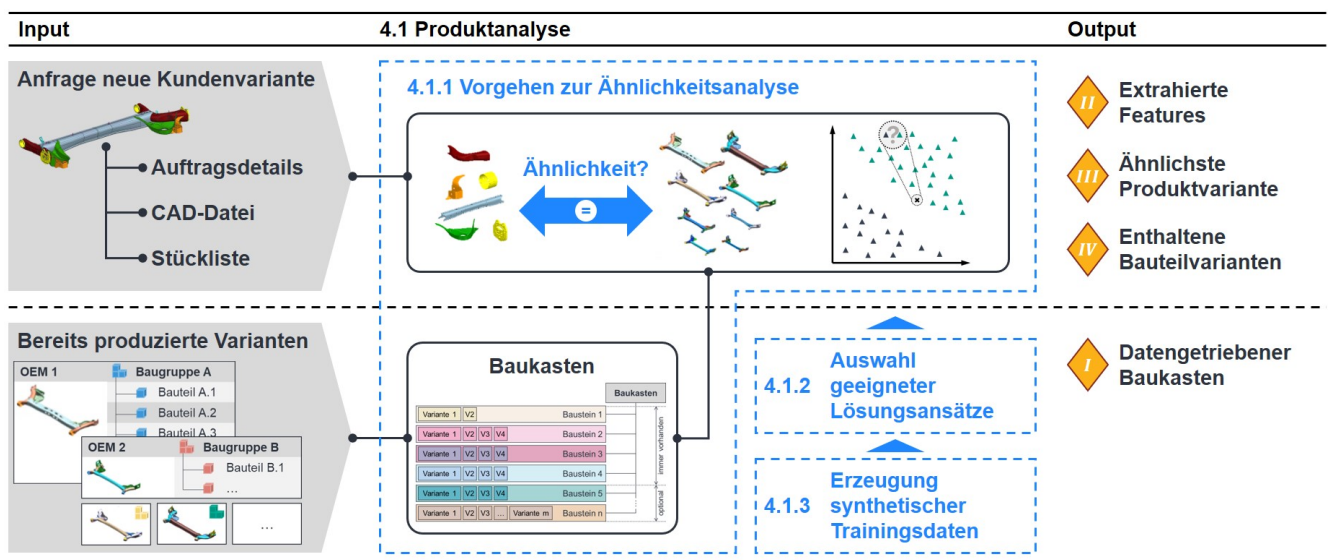 Input
4.1 Produktanalyse
Output
Anfrage neue Kundenvariante
Auftragsdetails
CAD-Datei
Stückliste
4.1.1 Vorgehen zur Ähnlichkeitsanalyse
Ähnlichkeit?
=
?
II
Extrahierte
Features
III
Ähnlichste
Produktvariante
IV
Enthaltene
Bauteilvarianten
Bereits produzierte Varianten
OEM 1
Baugruppe A
Bauteil A.1
Bauteil A.2
Bauteil A.3
OEM 2
Baugruppe B
Bauteil B.1
...
...
Baukasten
Baukasten
Variante 1 V2 Baustein 1
Variante 1 V2 V3 V4 Baustein 2
Variante 1 V2 V3 V4 Baustein 3
Variante 1 V2 V3 V4 Baustein 4
Variante 1 V2 V3 V4 Baustein 5
Variante 1 V2 V3 ... Variante m Baustein n
immer vorhanden
optional
4.1.2 Auswahl
geeigneter
Lösungsansätze
4.1.3 Erzeugung
synthetischer
Trainingsdaten
I
Datengetriebener
Baukasten